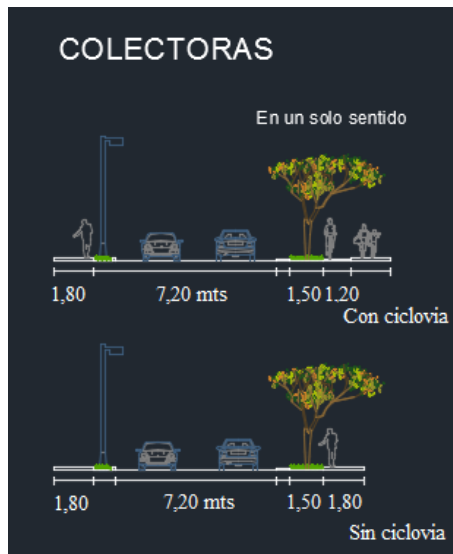 COLECTORAS
En un solo sentido
1,80 7,20 mts 1,50 1,20
Con ciclovia
1,80 7,20 mts 1,50 1,80
Sin ciclovia